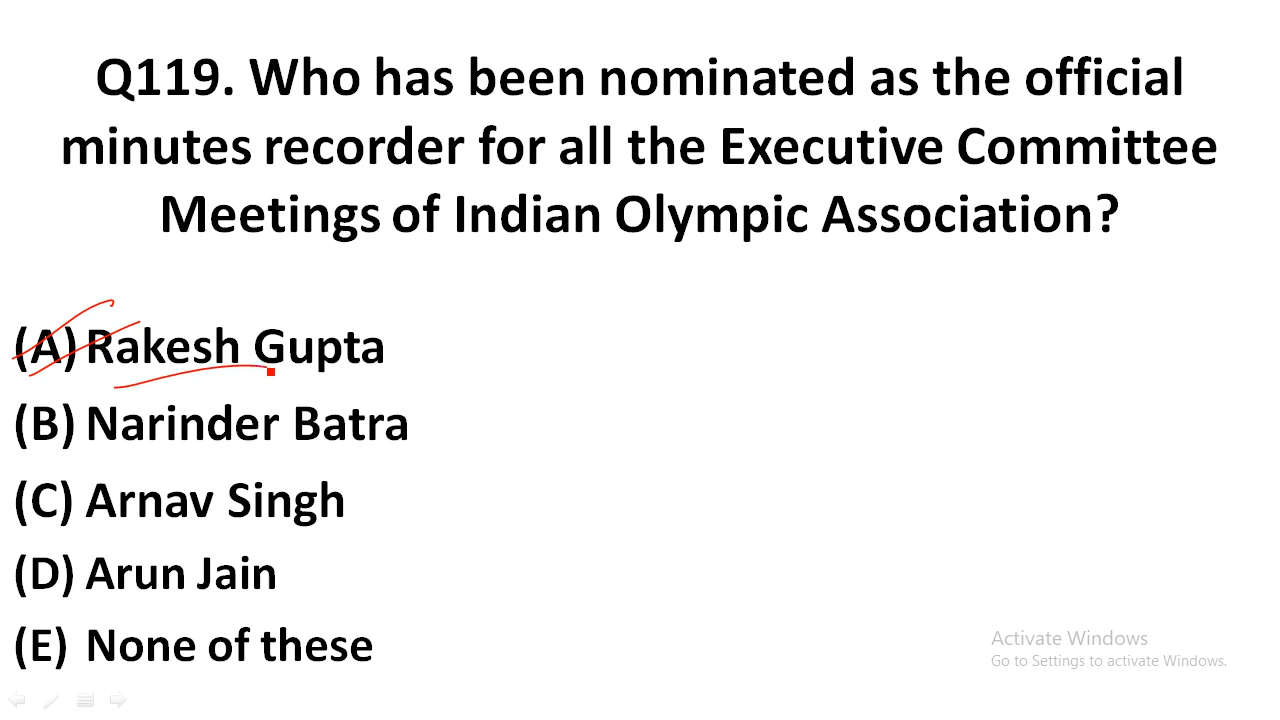 Q119. Who has been nominated as the official
minutes recorder for all the Executive Committee
Meetings of Indian Olympic Association?
(A) Rakesh Gupta
(B) Narinder Batra
(C) Arnav Singh
(D) Arun Jain
(E) None of these
Activate Windows
Go to Settings to activate Windows.